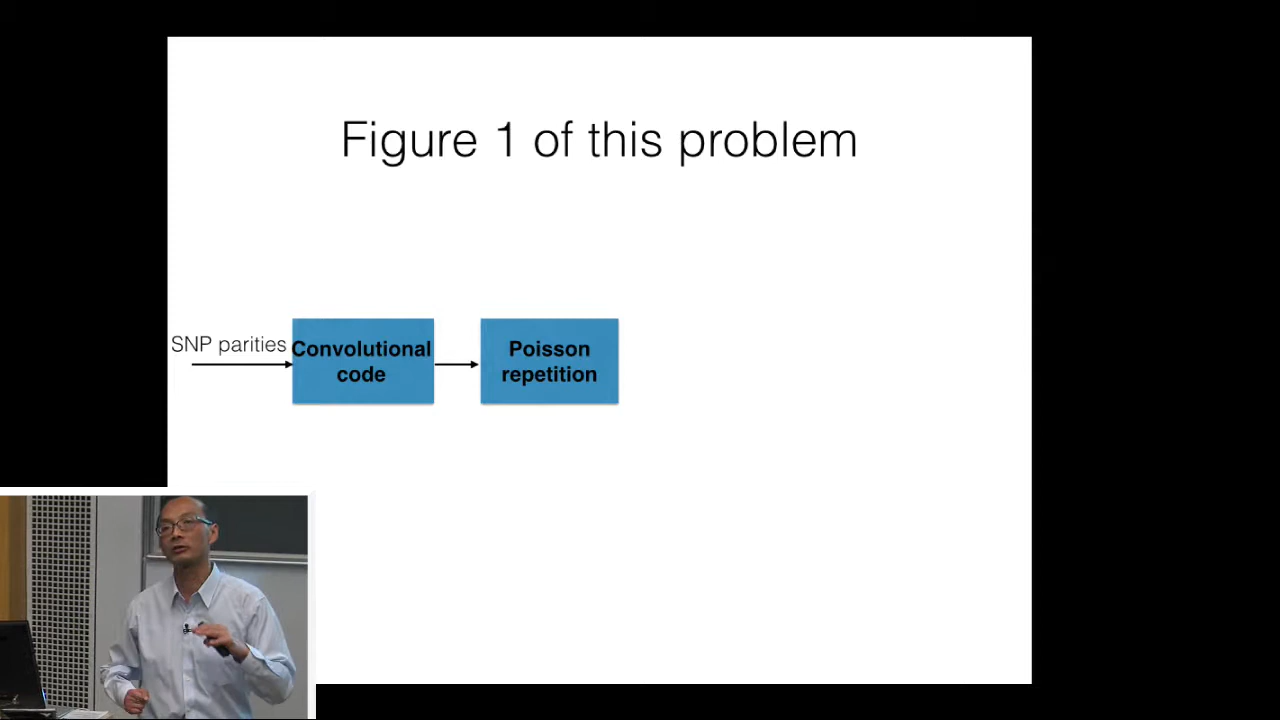 Figure 1 of this problem
SNP parities
Convolutional
code
Poisson
repetition